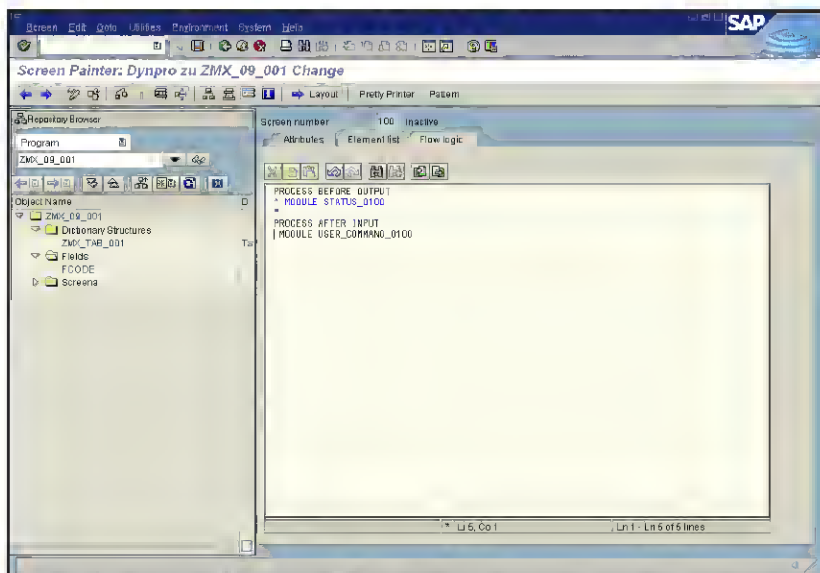 Screen Edit Goto Utilities Environment System Help
SAP
Screen Painter: Dynpro zu ZMX_09_001 Change
Layout Pretty Printer Pattern
Repository Browser
Program
ZMX_09_001
Object Name D
ZMX_09_001
Dictionary Structures
ZMX_TAB_001
Fields
FCODE
Screens
Screen number 100 Inactive
Attributes Element list Flow logic
PROCESS BEFORE OUTPUT
* MODULE STATUS_0100
*
PROCESS AFTER INPUT
MODULE USER_COMMAND_0100
* Li 5, Co 1 Ln 1 - Ln 5 of 5 lines